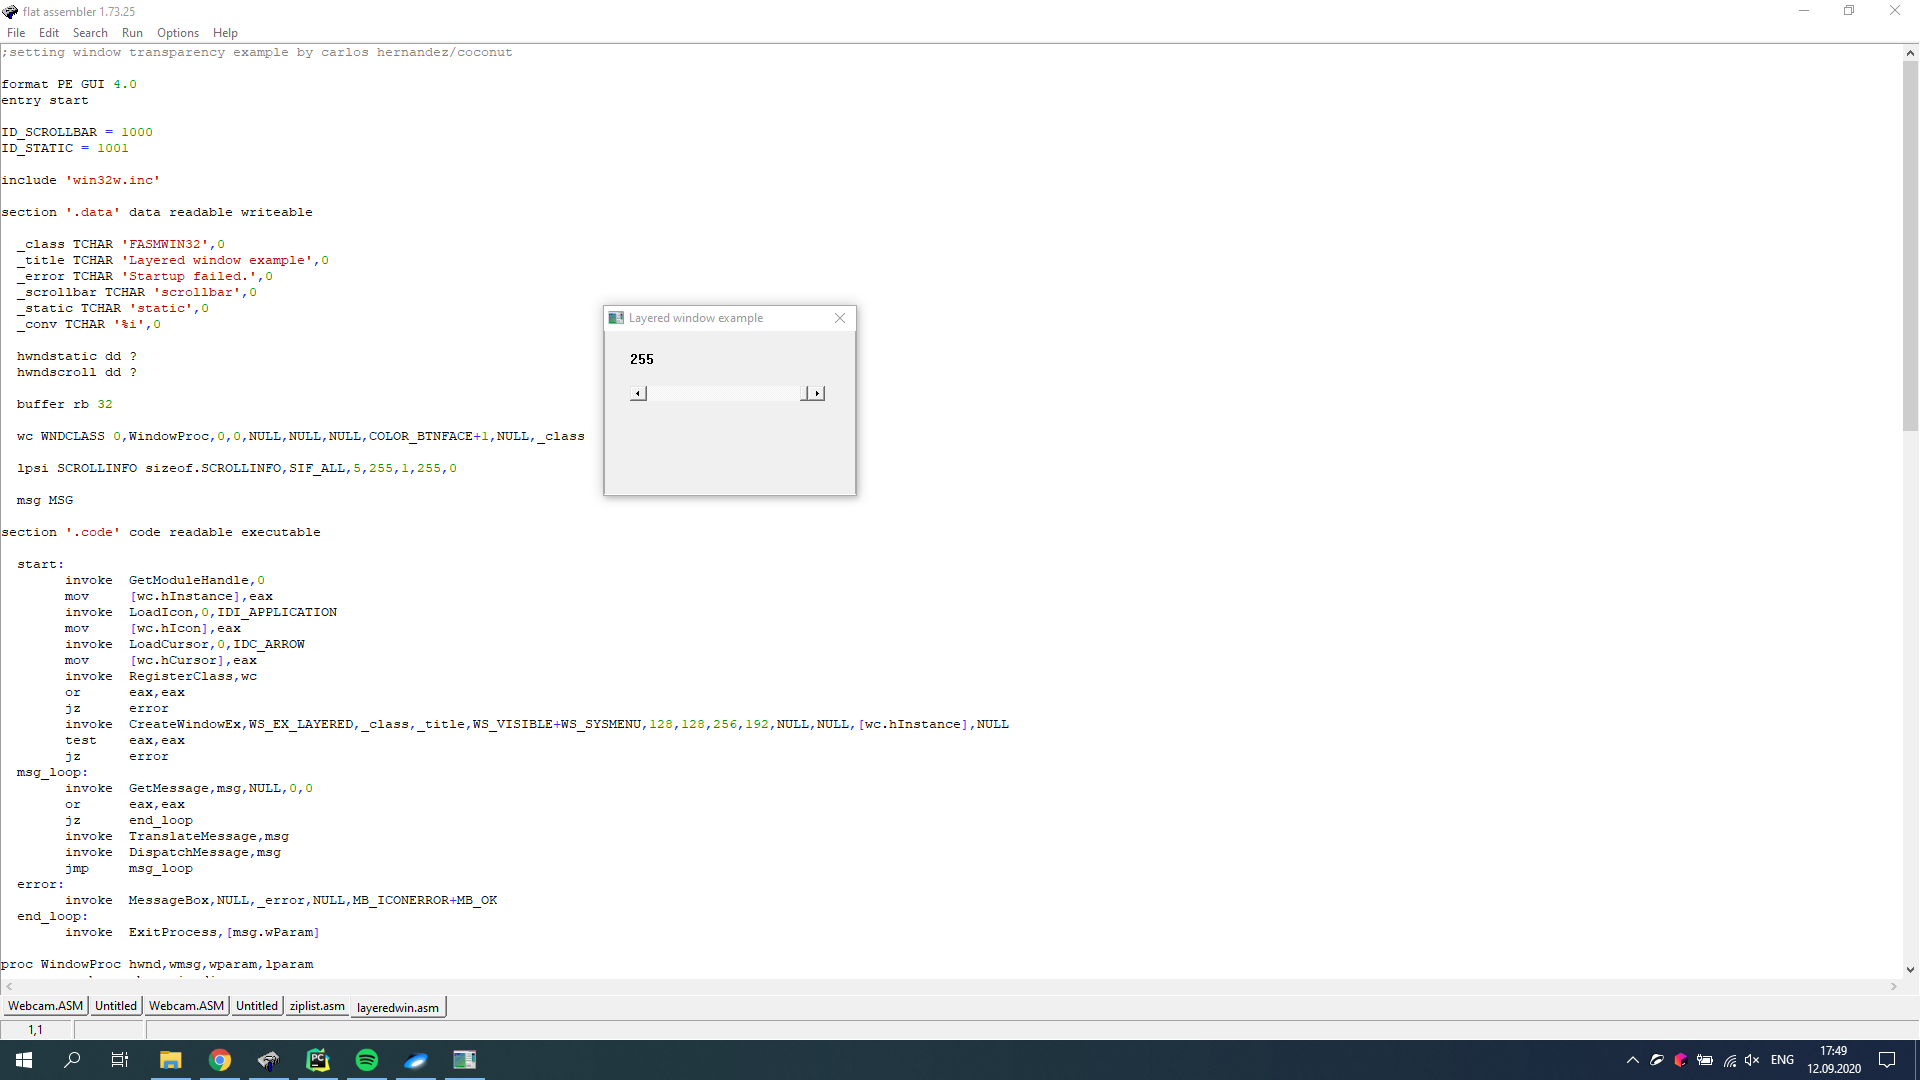 flat assembler 1.73.25
File Edit Search Run Options Help
;setting window transparency example by carlos hernandez/coconut
format PE GUI 4.0
entry start
ID_SCROLLBAR = 1000
ID_STATIC = 1001
include 'win32w.inc'
section '.data' data readable writeable
_class TCHAR 'FASMWIN32',0
_title TCHAR 'Layered window example',0
_error TCHAR 'Startup failed.',0
_scrollbar TCHAR 'scrollbar',0
_static TCHAR 'static',0
_conv TCHAR '%i',0
hwndstatic dd ?
hwndscroll dd ?
buffer rb 32
wc WNDCLASS 0,WindowProc,0,0,NULL,NULL,NULL,COLOR_BTNFACE+1,NULL,_class
lpsi SCROLLINFO sizeof.SCROLLINFO,SIF_ALL,5,255,1,255,0
msg MSG
section '.code' code readable executable
start:
invoke GetModuleHandle,0
mov [wc.hInstance],eax
invoke LoadIcon,0,IDI_APPLICATION
mov [wc.hIcon],eax
invoke LoadCursor,0,IDC_ARROW
mov [wc.hCursor],eax
invoke RegisterClass,wc
or eax,eax
jz error
invoke CreateWindowEx,WS_EX_LAYERED,_class,_title,WS_VISIBLE+WS_SYSMENU,128,128,256,192,NULL,NULL,[wc.hInstance],NULL
test eax,eax
jz error
msg_loop:
invoke GetMessage,msg,NULL,0,0
or eax,eax
jz end_loop
invoke TranslateMessage,msg
invoke DispatchMessage,msg
jmp msg_loop
error:
invoke MessageBox,NULL,_error,NULL,MB_ICONERROR+MB_OK
end_loop:
invoke ExitProcess,[msg.wParam]
proc WindowProc hwnd,wmsg,wparam,lparam
Layered window example
255
Webcam.ASM Untitled Webcam.ASM Untitled ziplist.asm layeredwin.asm
1,1
PC
ENG
17:49
12.09.2020